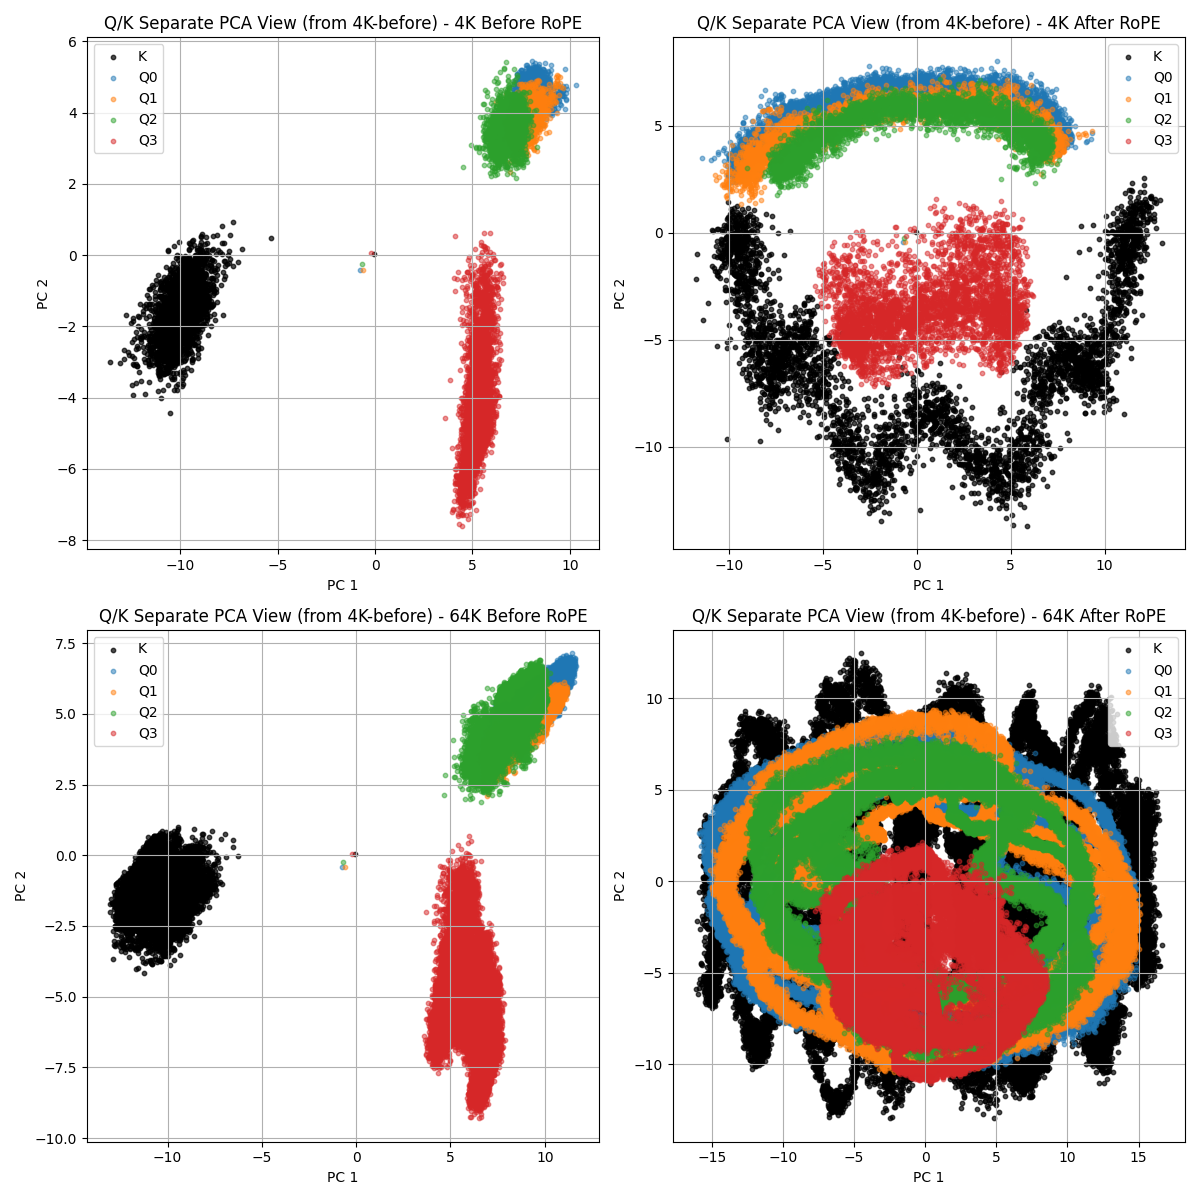 Q/K Separate PCA View (from 4K-before) - 4K Before RoPE
K
Q0
Q1
Q2
Q3
6
4
2
0
−2
−4
−6
−8
PC 2
−10
−5
0
5
10
PC 1
Q/K Separate PCA View (from 4K-before) - 4K After RoPE
K
Q0
Q1
Q2
Q3
5
0
−5
−10
PC 2
−10
−5
0
5
10
PC 1
Q/K Separate PCA View (from 4K-before) - 64K Before RoPE
K
Q0
Q1
Q2
Q3
7.5
5.0
2.5
0.0
−2.5
−5.0
−7.5
−10.0
PC 2
−10
−5
0
5
10
PC 1
Q/K Separate PCA View (from 4K-before) - 64K After RoPE
K
Q0
Q1
Q2
Q3
10
5
0
−5
−10
PC 2
−15
−10
−5
0
5
10
15
PC 1